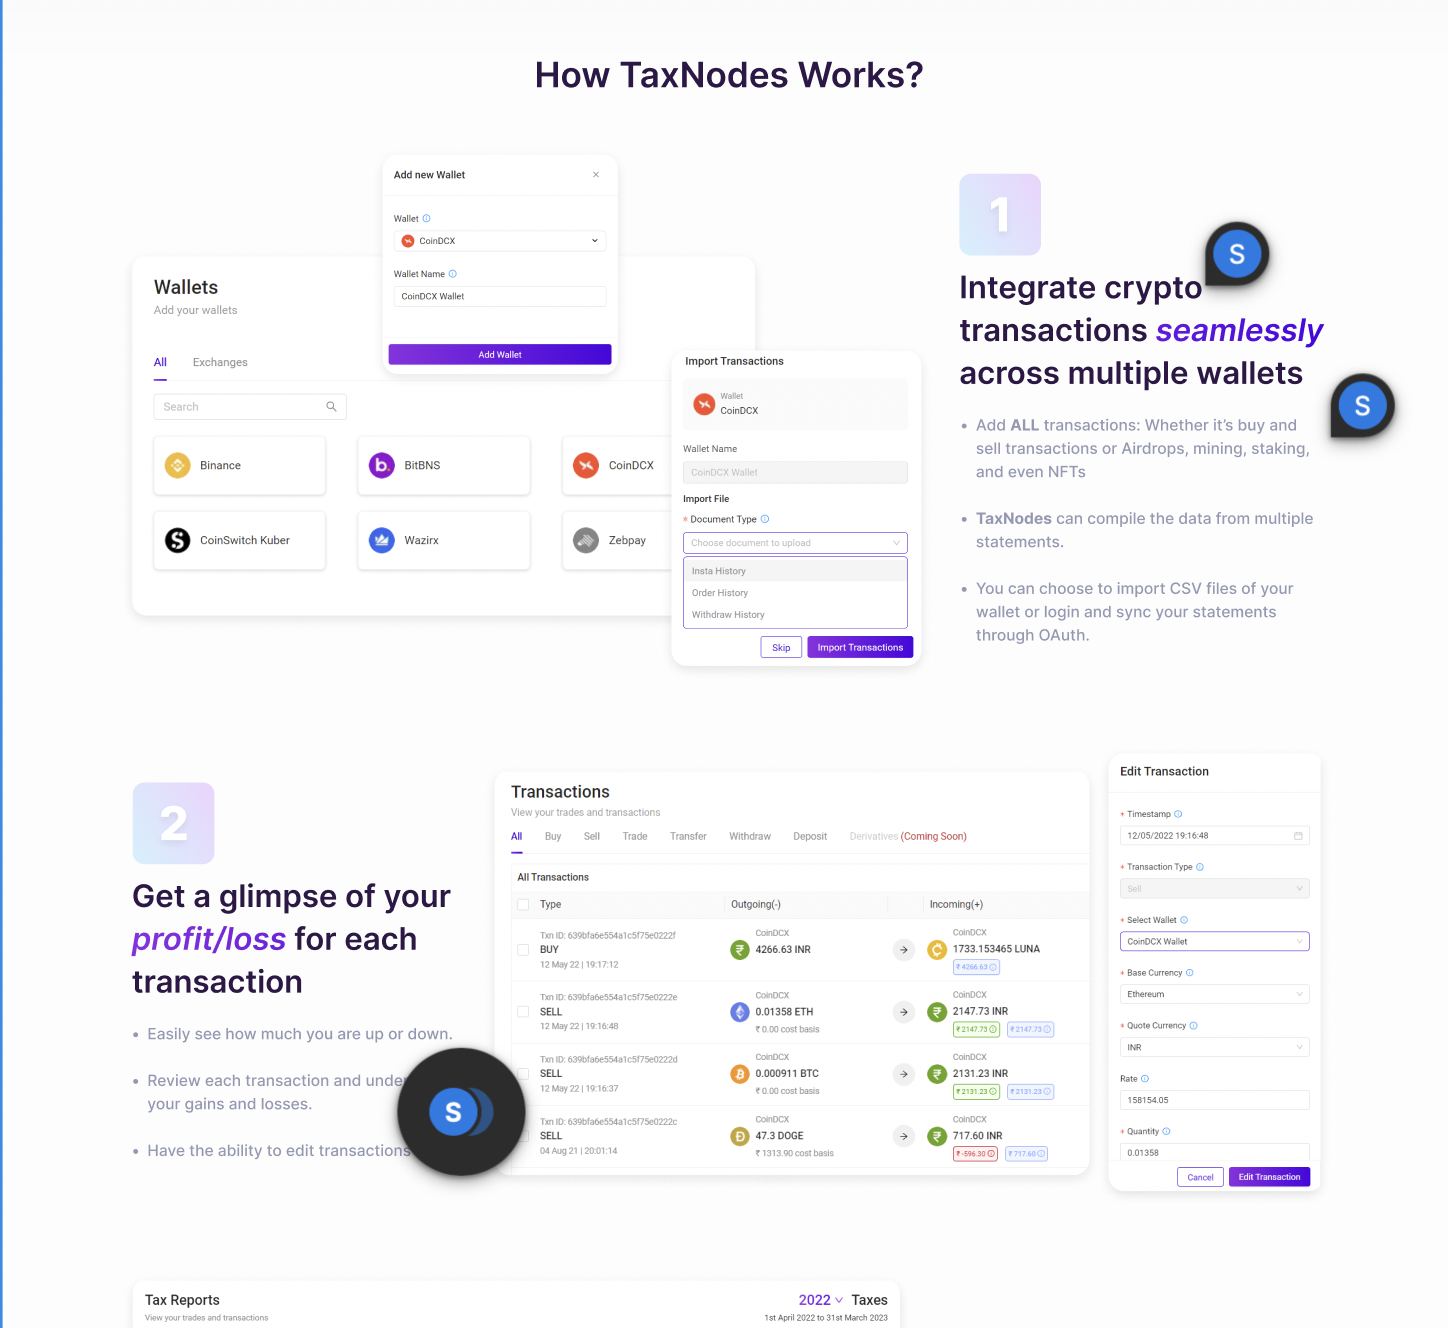 How TaxNodes Works?
Add new Wallet
Wallet
CoinDCX
Wallet Name
CoinDCX Wallet
Add Wallet
Wallets
Add your wallets
All Exchanges
Search
Binance BitBNS CoinDCX
CoinSwitch Kuber Wazirx Zebpay
Import Transactions
Wallet
CoinDCX
Wallet Name
CoinDCX Wallet
Import File
* Document Type
Choose document to upload
Insta History
Order History
Withdraw History
Skip Import Transactions
1
S
Integrate crypto
transactions seamlessly
across multiple wallets
S
• Add ALL transactions: Whether it's buy and
sell transactions or Airdrops, mining, staking,
and even NFTs
• TaxNodes can compile the data from multiple
statements.
• You can choose to import CSV files of your
wallet or login and sync your statements
through OAuth.
2
Get a glimpse of your
profit/loss for each
transaction
• Easily see how much you are up or down.
• Review each transaction and
your gains and losses.
• Have the ability to edit transactions
S
Transactions
View your trades and transactions
All Buy Sell Trade Transfer Withdraw Deposit Derivatives (Coming Soon)
All Transactions
Type Outgoing(-) Incoming(+)
Txn ID: 639bfa6e554a1c5f75e0222f CoinDCX CoinDCX
BUY 4266.63 INR 1733.153465 LUNA
12 May 22 | 19:17:12 ₹ 4266.63
Txn ID: 639bfa6e554a1c5f75e0222e CoinDCX CoinDCX
SELL 0.01358 ETH 2147.73 INR
12 May 22 | 19:16:48 ₹ 0.00 cost basis ₹ 2147.73 ₹ 2147.73
Txn ID: 639bfa6e554a1c5f75e0222d CoinDCX CoinDCX
SELL 0.000911 BTC 2131.23 INR
12 May 22 | 19:16:37 ₹ 0.00 cost basis ₹ 2131.23 ₹ 2131.23
Txn ID: 639bfa6e554a1c5f75e0222c CoinDCX CoinDCX
SELL 47.3 DOGE 717.60 INR
04 Aug 21 | 20:01:14 ₹ 1313.90 cost basis ₹ -596.30 ₹ 717.60
Edit Transaction
* Timestamp
12/05/2022 19:16:48
* Transaction Type
Sell
* Select Wallet
CoinDCX Wallet
* Base Currency
Ethereum
* Quote Currency
INR
Rate
158154.05
* Quantity
0.01358
Cancel Edit Transaction
Tax Reports 2022 Taxes
View your trades and transactions 1st April 2022 to 31st March 2023